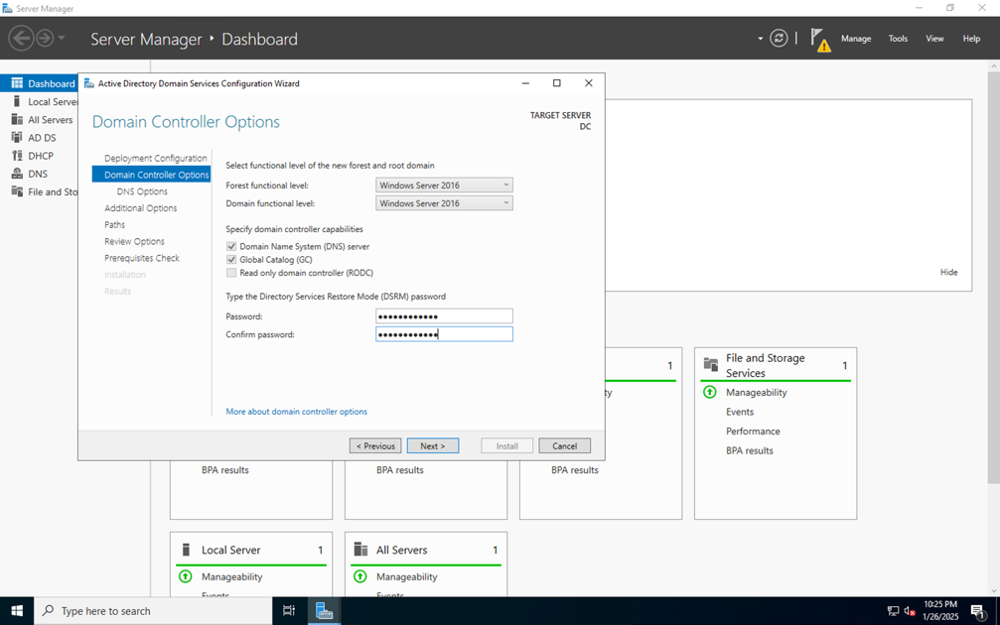 Server Manager
Server Manager • Dashboard
Manage Tools View Help
Dashboard
Local Server
All Servers
AD DS
DHCP
DNS
File and Sto
Active Directory Domain Services Configuration Wizard
Domain Controller Options
TARGET SERVER
DC
Deployment Configuration
Domain Controller Options
DNS Options
Additional Options
Paths
Review Options
Prerequisites Check
Installation
Results
Select functional level of the new forest and root domain
Forest functional level: Windows Server 2016
Domain functional level: Windows Server 2016
Specify domain controller capabilities
Domain Name System (DNS) server
Global Catalog (GC)
Read only domain controller (RODC)
Type the Directory Services Restore Mode (DSRM) password
Password: ••••••••••••
Confirm password: ••••••••••••
More about domain controller options
< Previous Next > Install Cancel
Hide
1
ty
File and Storage
Services 1
Manageability
Events
Performance
BPA results
BPA results
BPA results
BPA results
Local Server 1
Manageability
Events
All Servers 1
Manageability
Events
Type here to search
10:25 PM
1/26/2025
1